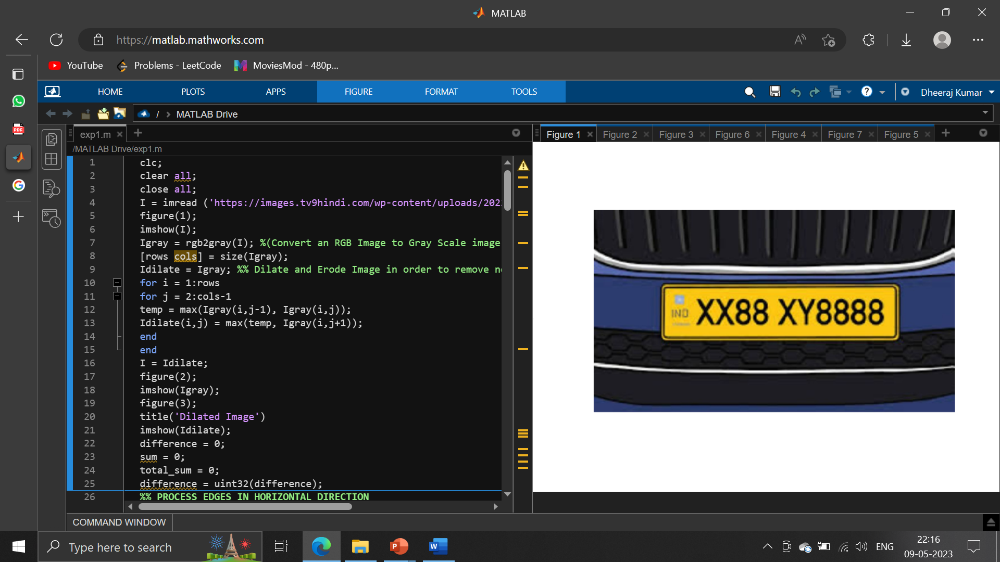 MATLAB
https://matlab.mathworks.com
YouTube
Problems - LeetCode
MoviesMod - 480p...
HOME
PLOTS
APPS
FIGURE
FORMAT
TOOLS
Dheeraj Kumar
/ > MATLAB Drive
exp1.m
/MATLAB Drive/exp1.m
1 clc;
2 clear all;
3 close all;
4 I = imread ('https://images.tv9hindi.com/wp-content/uploads/202
5 figure(1);
6 imshow(I);
7 Igray = rgb2gray(I); %(Convert an RGB Image to Gray Scale image
8 [rows cols] = size(Igray);
9 Idilate = Igray; %% Dilate and Erode Image in order to remove n
10 for i = 1:rows
11 for j = 2:cols-1
12 temp = max(Igray(i,j-1), Igray(i,j));
13 Idilate(i,j) = max(temp, Igray(i,j+1));
14 end
15 end
16 I = Idilate;
17 figure(2);
18 imshow(Igray);
19 figure(3);
20 title('Dilated Image')
21 imshow(Idilate);
22 difference = 0;
23 sum = 0;
24 total_sum = 0;
25 difference = uint32(difference);
26 %% PROCESS EDGES IN HORIZONTAL DIRECTION
Figure 1
Figure 2
Figure 3
Figure 6
Figure 4
Figure 7
Figure 5
IND
XX88 XY8888
COMMAND WINDOW
Type here to search
ENG
22:16
09-05-2023